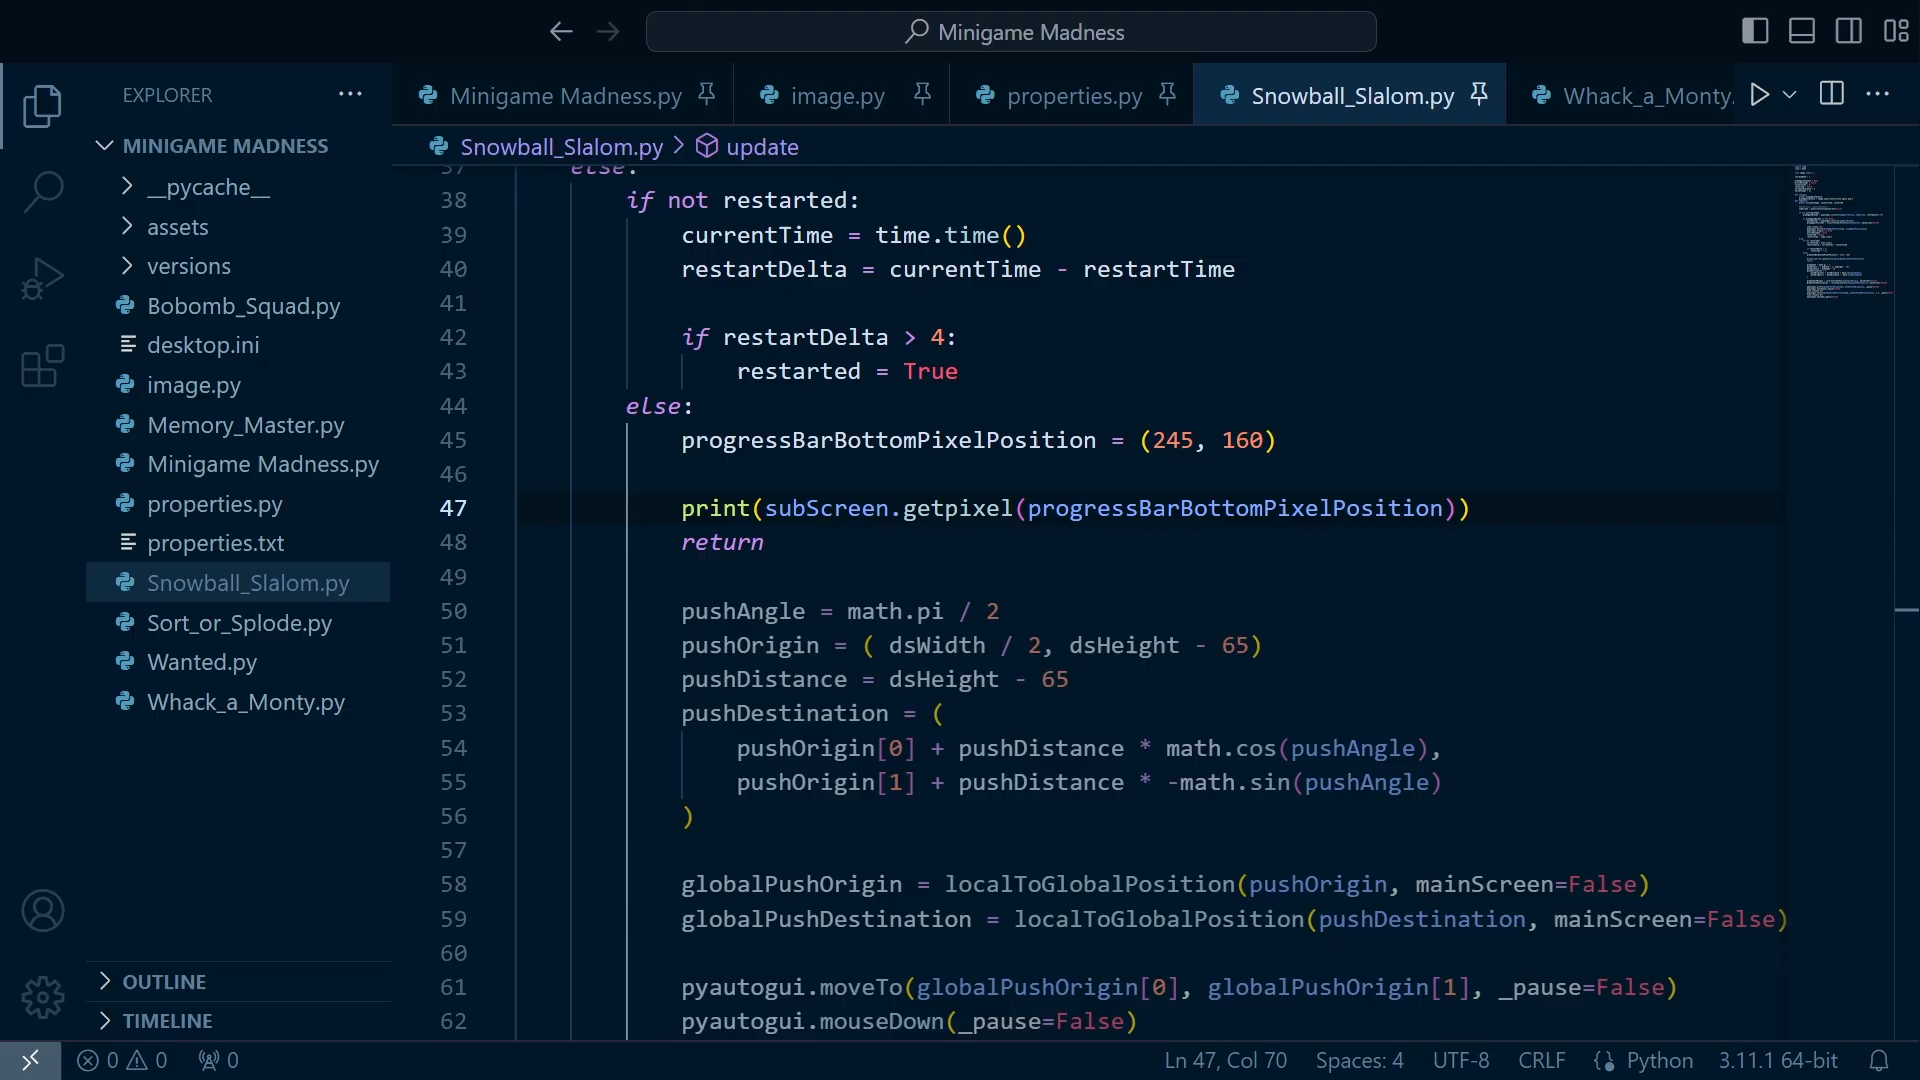 Minigame Madness
EXPLORER
MINIGAME MADNESS
__pycache__
assets
versions
Bobomb_Squad.py
desktop.ini
image.py
Memory_Master.py
Minigame Madness.py
properties.py
properties.txt
Snowball_Slalom.py
Sort_or_Splode.py
Wanted.py
Whack_a_Monty.py
OUTLINE
TIMELINE
Minigame Madness.py
image.py
properties.py
Snowball_Slalom.py
Whack_a_Monty.
Snowball_Slalom.py > update
37 else:
38 if not restarted:
39 currentTime = time.time()
40 restartDelta = currentTime - restartTime
41
42 if restartDelta > 4:
43 restarted = True
44 else:
45 progressBarBottomPixelPosition = (245, 160)
46
47 print(subScreen.getpixel(progressBarBottomPixelPosition))
48 return
49
50 pushAngle = math.pi / 2
51 pushOrigin = ( dsWidth / 2, dsHeight - 65)
52 pushDistance = dsHeight - 65
53 pushDestination = (
54 pushOrigin[0] + pushDistance * math.cos(pushAngle),
55 pushOrigin[1] + pushDistance * -math.sin(pushAngle)
56 )
57
58 globalPushOrigin = localToGlobalPosition(pushOrigin, mainScreen=False)
59 globalPushDestination = localToGlobalPosition(pushDestination, mainScreen=False)
60
61 pyautogui.moveTo(globalPushOrigin[0], globalPushOrigin[1], _pause=False)
62 pyautogui.mouseDown(_pause=False)
0 0 0
Ln 47, Col 70 Spaces: 4 UTF-8 CRLF Python 3.11.1 64-bit